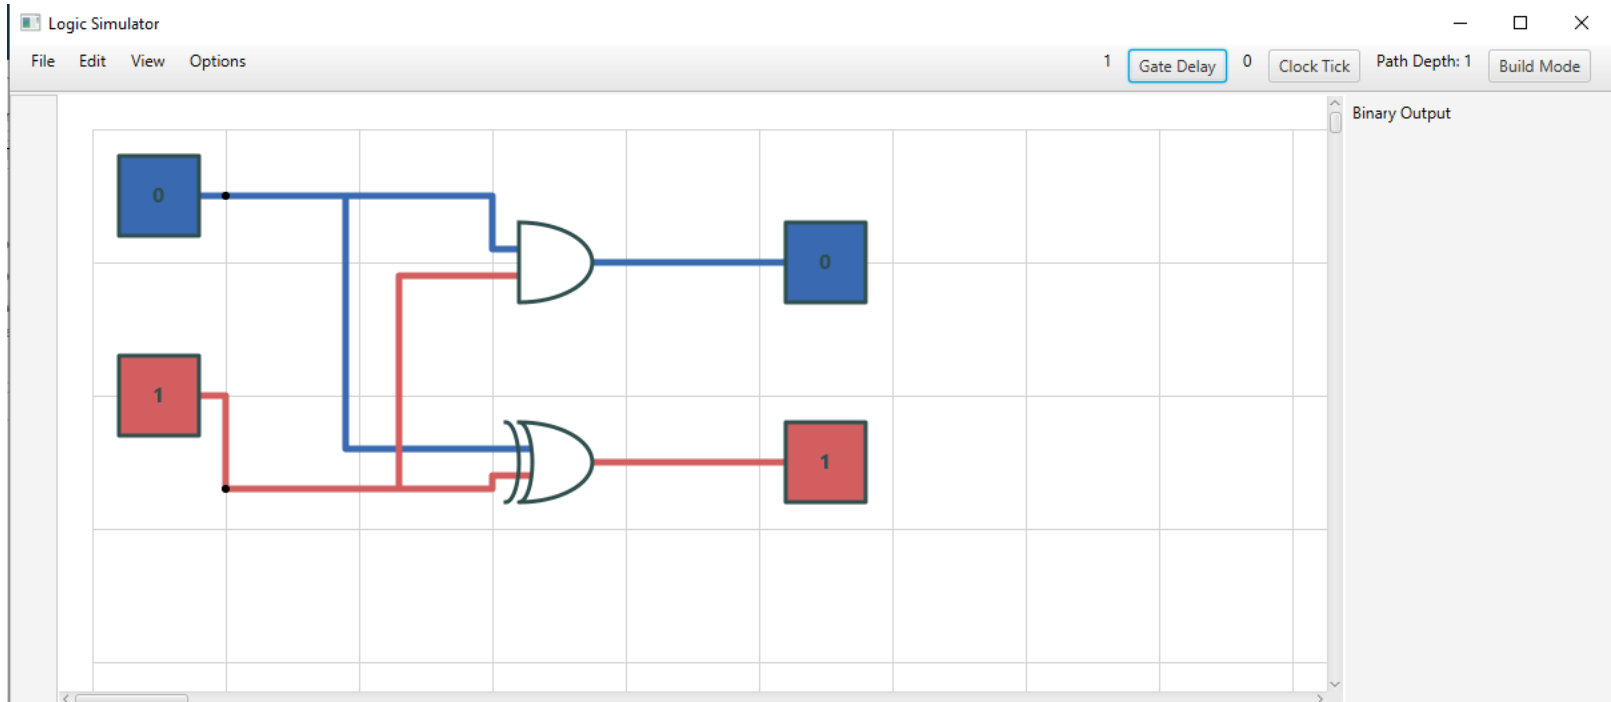 Logic Simulator
File Edit View Options 1 Gate Delay 0 Clock Tick Path Depth: 1 Build Mode
Binary Output
0
0
1
1